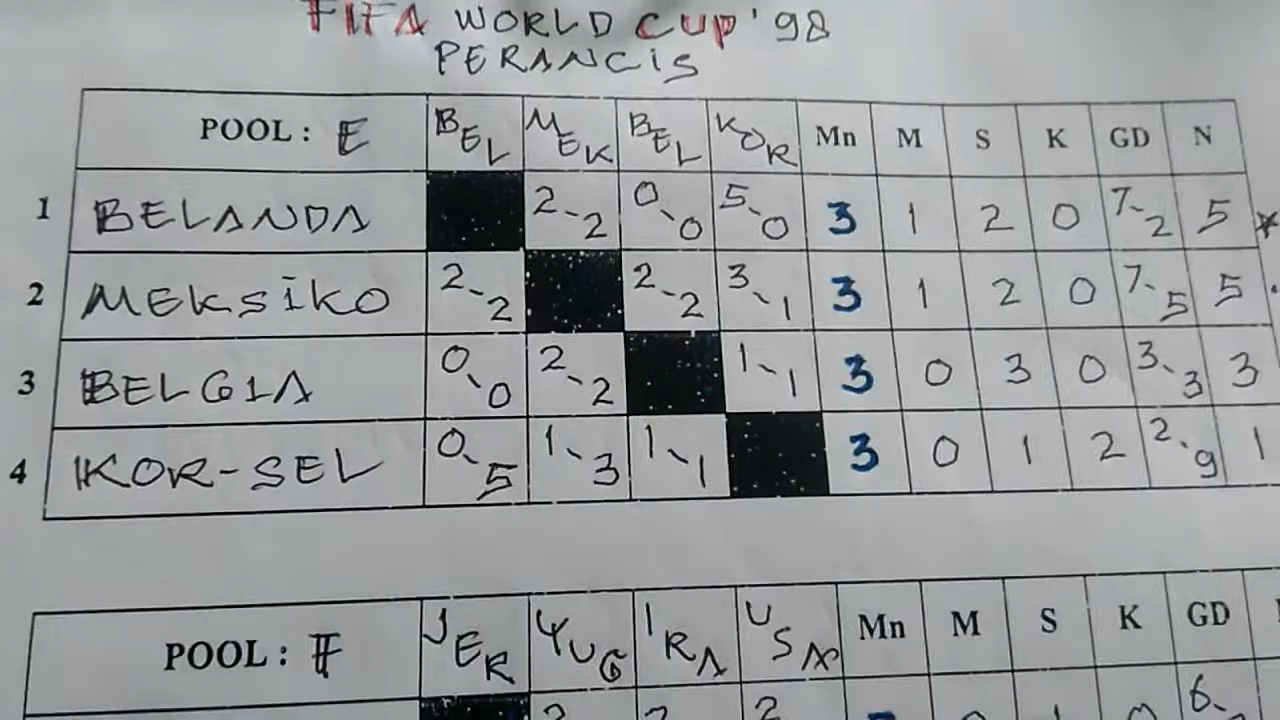 FIFA WORLD CUP '98
PERANCIS
POOL : E BEL MEK BEL KOR Mn M S K GD N
1 BELANDA 2-2 0-0 5-0 3 1 2 0 7-2 5 *
2 MEKSIKO 2-2 2-2 3-1 3 1 2 0 7-5 5
3 BELGIA 0-0 2-2 1-1 3 0 3 0 3-3 3
4 KOR-SEL 0-5 1-3 1-1 3 0 1 2 2-9 1
POOL : F JER YUG IRA USA Mn M S K GD